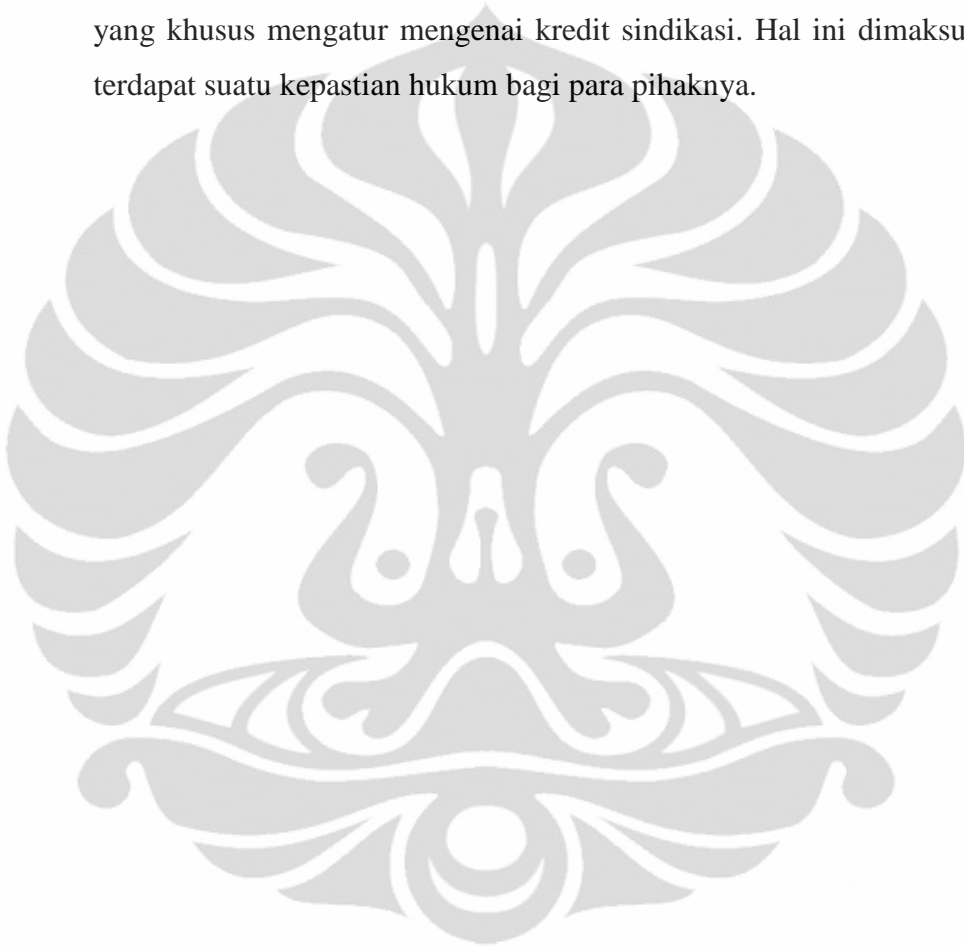 yang khusus mengatur mengenai kredit sindikasi. Hal ini dimaksu
terdapat suatu kepastian hukum bagi para pihaknya.